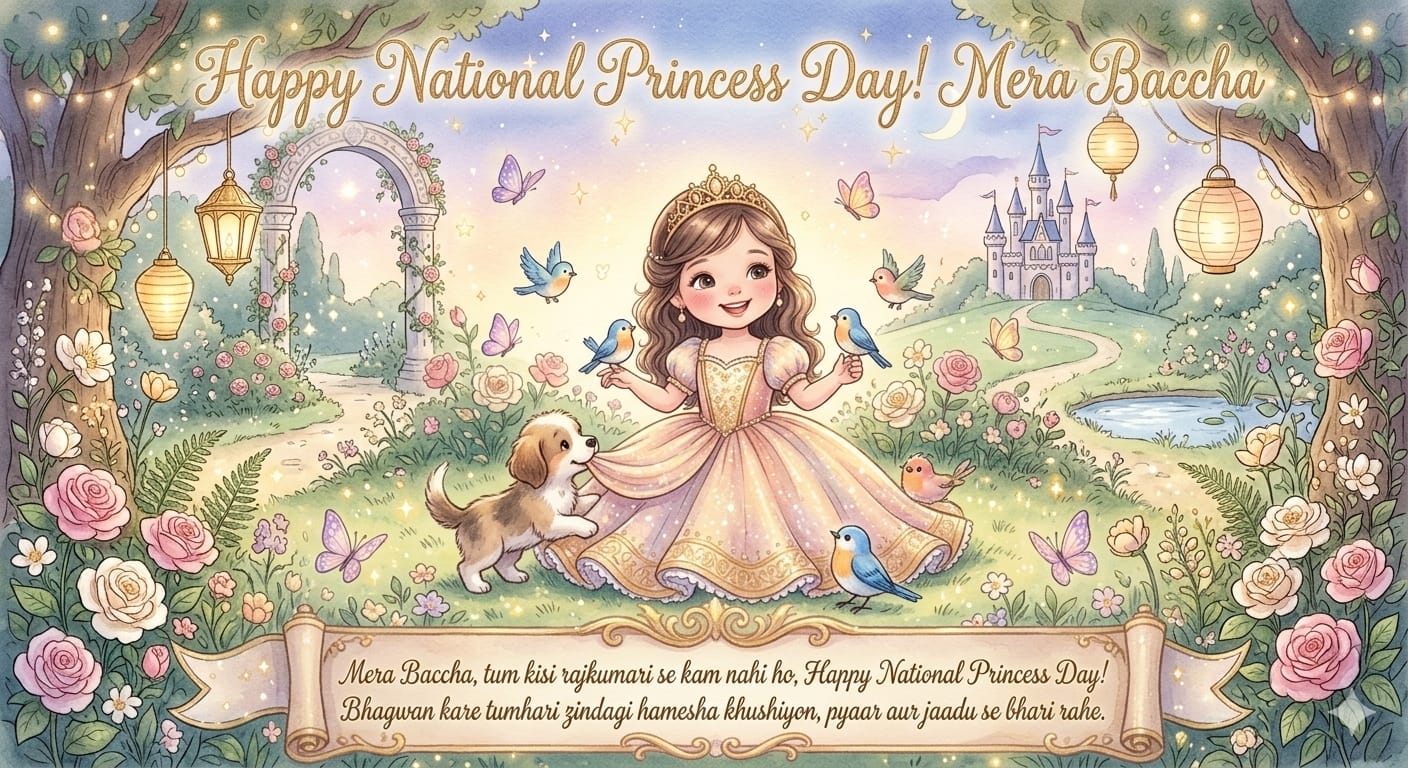 Happy National Princess Day! Mera Baccha
Mera Baccha, tum kisi rajkumari se kam nahi ho, Happy National Princess Day!
Bhagwan kare tumhari zindagi hamesha khushiyon, pyaar aur jaadu se bhari rahe.